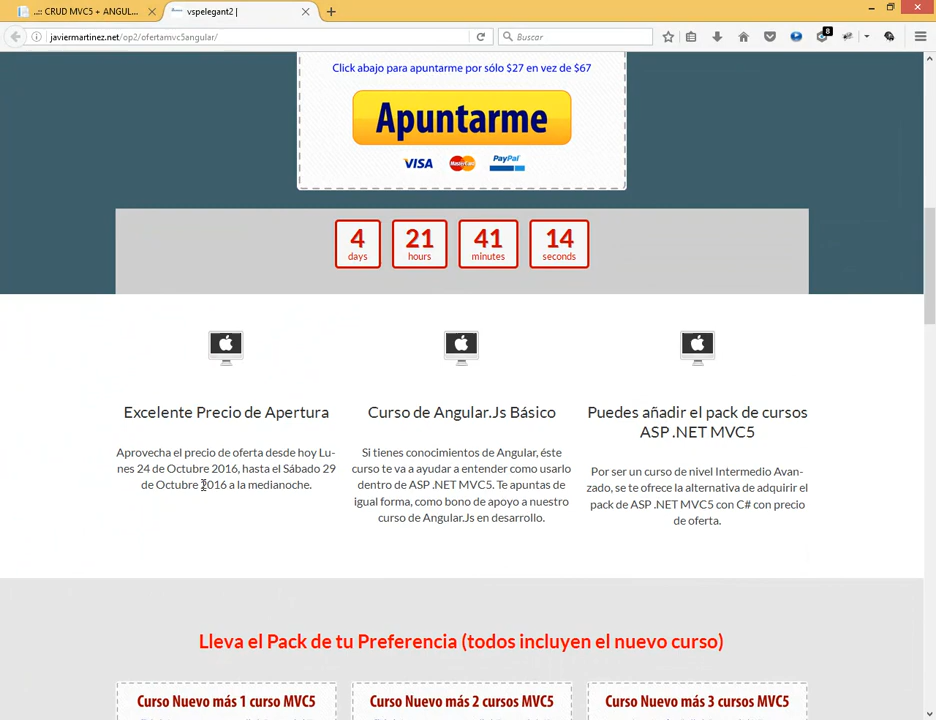 ..:: CRUD MVC5 + ANGUL...
vspelegant2 |
javiermartinez.net/op2/ofertamvc5angular/
Buscar
8
Click abajo para apuntarme por sólo $27 en vez de $67
Apuntarme
VISA MasterCard PayPal
4 21 41 14
days hours minutes seconds
Excelente Precio de Apertura
Aprovecha el precio de oferta desde hoy Lu-
nes 24 de Octubre 2016, hasta el Sábado 29
de Octubre 2016 a la medianoche.
Curso de Angular.Js Básico
Si tienes conocimientos de Angular, éste
curso te va a ayudar a entender como usarlo
dentro de ASP .NET MVC5. Te apuntas de
igual forma, como bono de apoyo a nuestro
curso de Angular.Js en desarrollo.
Puedes añadir el pack de cursos
ASP .NET MVC5
Por ser un curso de nivel Intermedio Avan-
zado, se te ofrece la alternativa de adquirir el
pack de ASP .NET MVC5 con C# con precio
de oferta.
Lleva el Pack de tu Preferencia (todos incluyen el nuevo curso)
Curso Nuevo más 1 curso MVC5
Curso Nuevo más 2 cursos MVC5
Curso Nuevo más 3 cursos MVC5